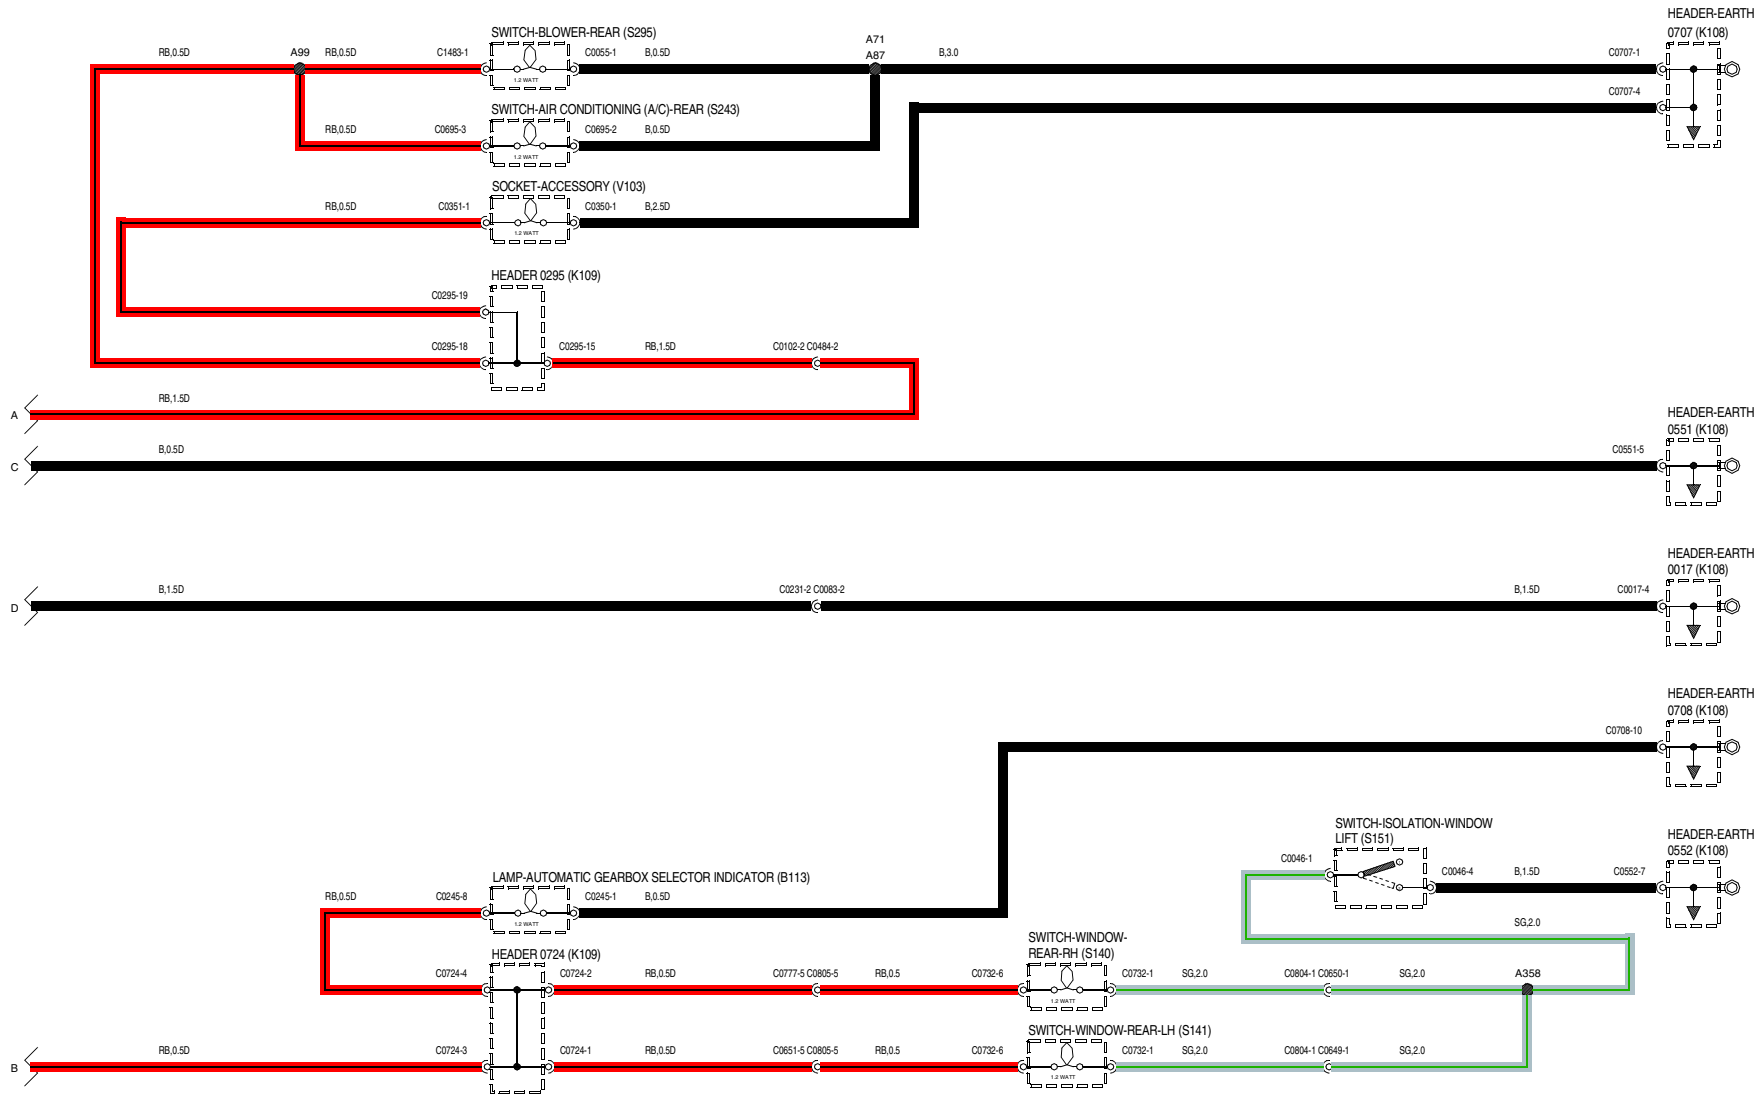 HEADER-EARTH
0707 (K108)
SWITCH-BLOWER-REAR (S295)
RB,0.5D
A99
RB,0.5D
C1483-1
C0055-1
B,0.5D
A71
A87
B,3.0
C0707-1
1.2 WATT
C0707-4
SWITCH-AIR CONDITIONING (A/C)-REAR (S243)
RB,0.5D
C0695-3
C0695-2
B,0.5D
1.2 WATT
SOCKET-ACCESSORY (V103)
RB,0.5D
C0351-1
C0350-1
B,2.5D
1.2 WATT
HEADER 0295 (K109)
C0295-19
C0295-18
C0295-15
RB,1.5D
C0102-2 C0484-2
RB,1.5D
A
HEADER-EARTH
0551 (K108)
B,0.5D
C0551-5
C
HEADER-EARTH
0017 (K108)
B,1.5D
C0231-2 C0083-2
B,1.5D
C0017-4
D
HEADER-EARTH
0708 (K108)
C0708-10
SWITCH-ISOLATION-WINDOW
LIFT (S151)
HEADER-EARTH
0552 (K108)
C0046-1
C0046-4
B,1.5D
C0552-7
LAMP-AUTOMATIC GEARBOX SELECTOR INDICATOR (B113)
RB,0.5D
C0245-8
C0245-1
B,0.5D
1.2 WATT
SG,2.0
SWITCH-WINDOW-
REAR-RH (S140)
HEADER 0724 (K109)
C0724-4
C0724-2
RB,0.5D
C0777-5 C0805-5
RB,0.5
C0732-6
C0732-1
SG,2.0
C0804-1 C0650-1
SG,2.0
A358
1.2 WATT
SWITCH-WINDOW-REAR-LH (S141)
RB,0.5D
C0724-3
C0724-1
RB,0.5D
C0651-5 C0805-5
RB,0.5
C0732-6
C0732-1
SG,2.0
C0804-1 C0649-1
SG,2.0
B
1.2 WATT